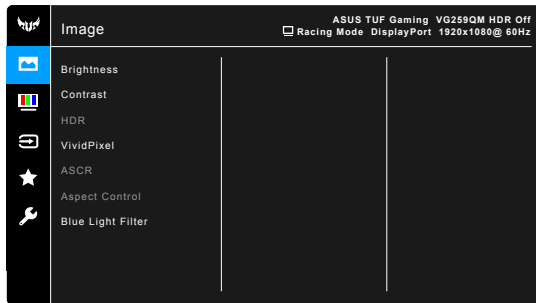 Image
ASUS TUF Gaming VG259QM HDR Off
Racing Mode DisplayPort 1920x1080@ 60Hz
Brightness
Contrast
HDR
VividPixel
ASCR
Aspect Control
Blue Light Filter